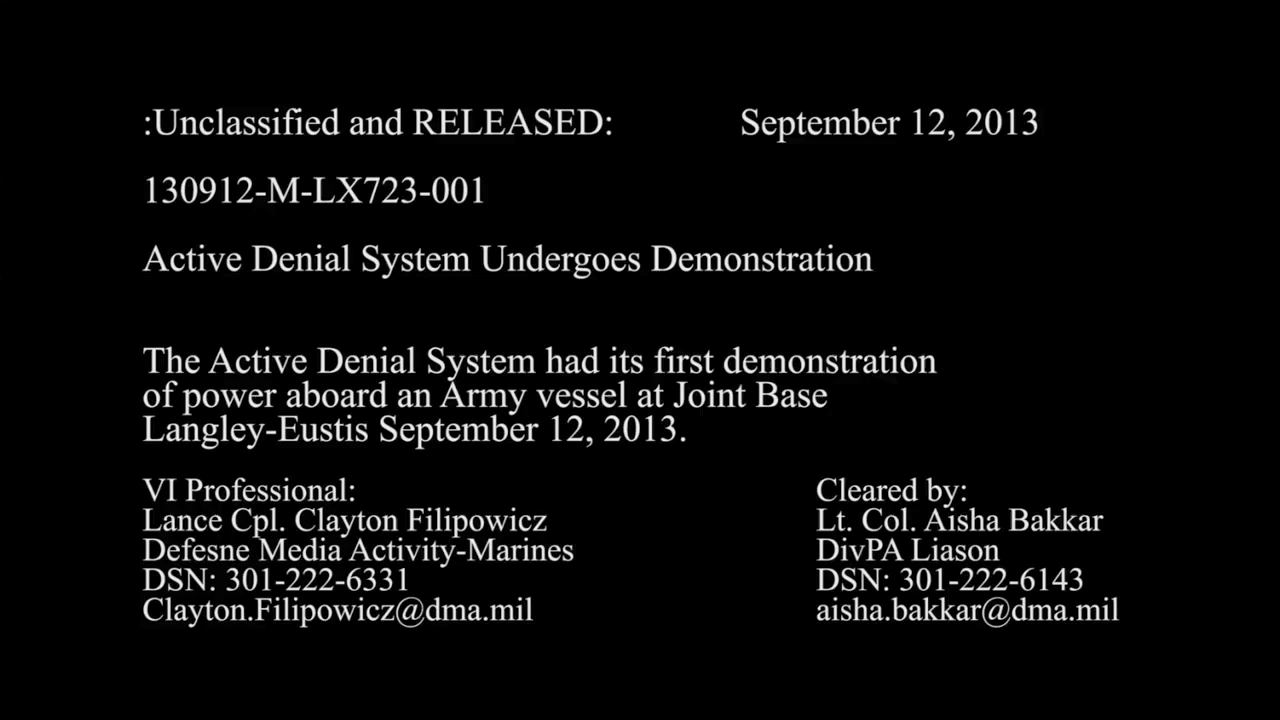 :Unclassified and RELEASED: September 12, 2013
130912-M-LX723-001
Active Denial System Undergoes Demonstration
The Active Denial System had its first demonstration
of power aboard an Army vessel at Joint Base
Langley-Eustis September 12, 2013.
VI Professional:
Lance Cpl. Clayton Filipowicz
Defesne Media Activity-Marines
DSN: 301-222-6331
Clayton.Filipowicz@dma.mil
Cleared by:
Lt. Col. Aisha Bakkar
DivPA Liason
DSN: 301-222-6143
aisha.bakkar@dma.mil